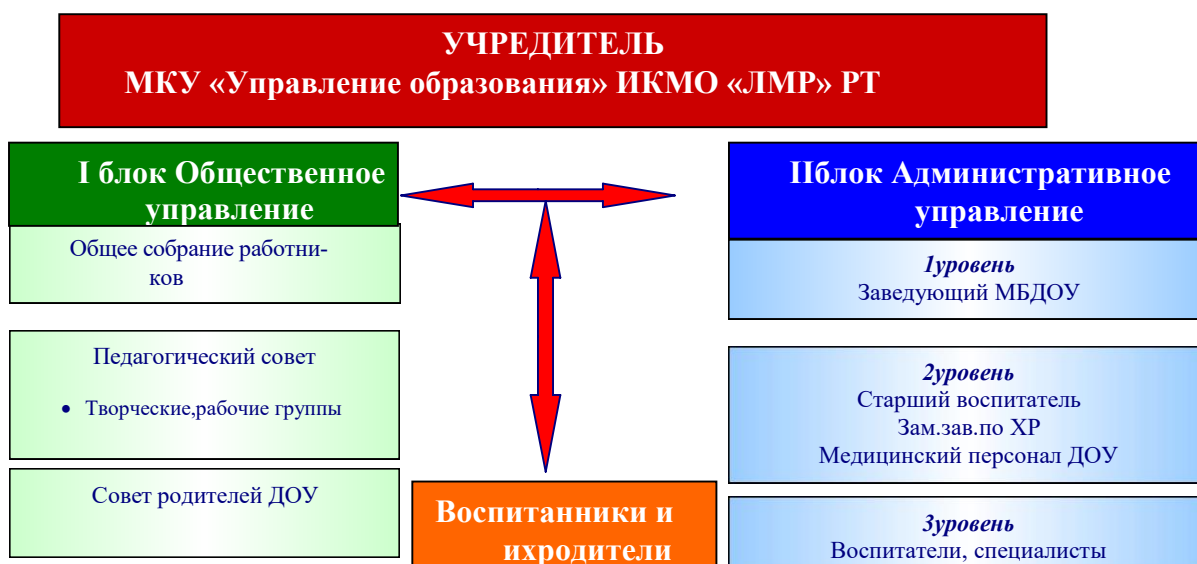 УЧРЕДИТЕЛЬ
МКУ «Управление образования» ИКМО «ЛМР» РТ
I блок Общественное
управление
Общее собрание работни-
ков
Педагогический совет
• Творческие,рабочие группы
Совет родителей ДОУ
Воспитанники и
ихродители
IIблок Административное
управление
1уровень
Заведующий МБДОУ
2уровень
Старший воспитатель
Зам.зав.по ХР
Медицинский персонал ДОУ
3уровень
Воспитатели, специалисты